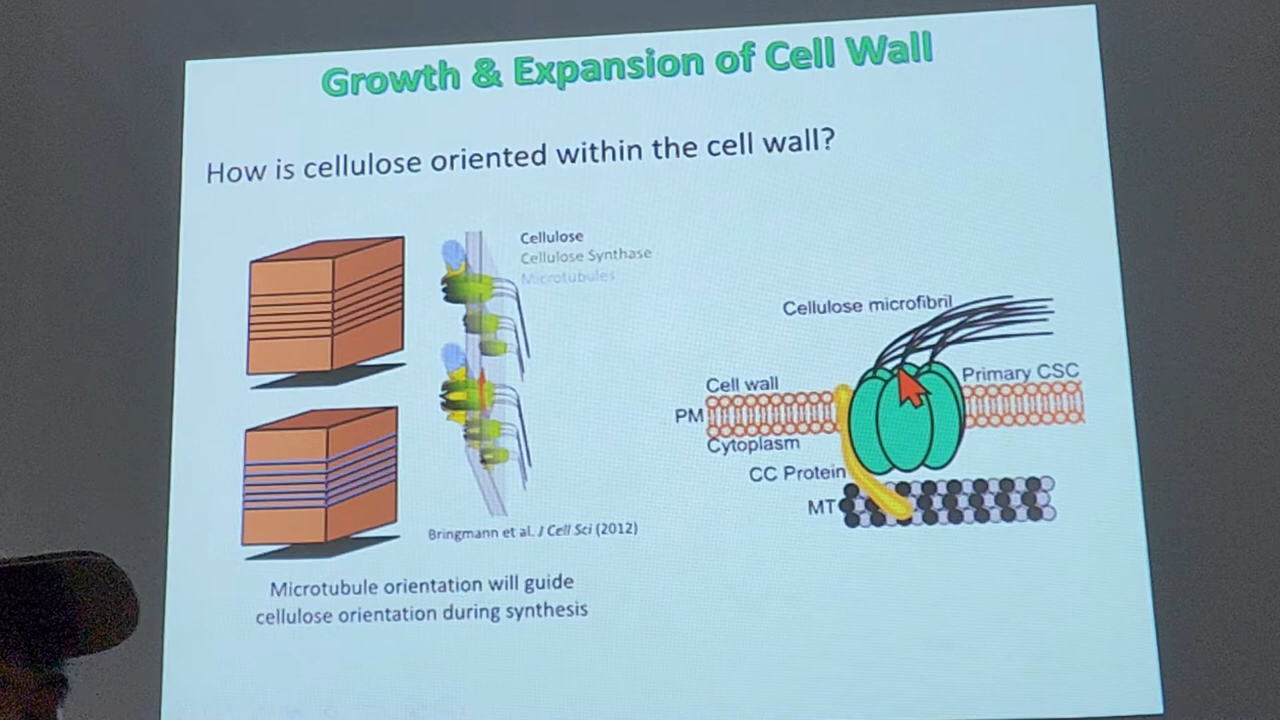 Growth & Expansion of Cell Wall
How is cellulose oriented within the cell wall?
Cellulose
Cellulose Synthase
Microtubules
Bringmann et al. J Cell Sci (2012)
Microtubule orientation will guide
cellulose orientation during synthesis
Cellulose microfibril
Primary CSC
Cell wall
PM
Cytoplasm
CC Protein
MT